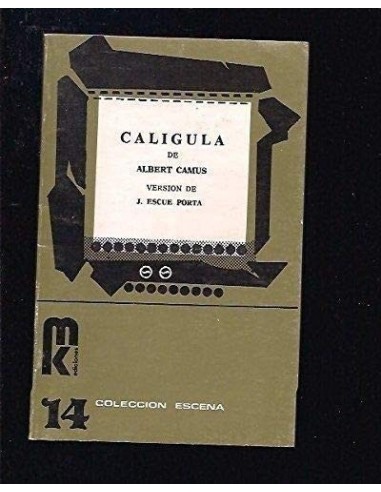 CALIGULA
DE
ALBERT CAMUS
VERSION DE
J. ESCUE PORTA
mk
ediciones
14 COLECCION ESCENA